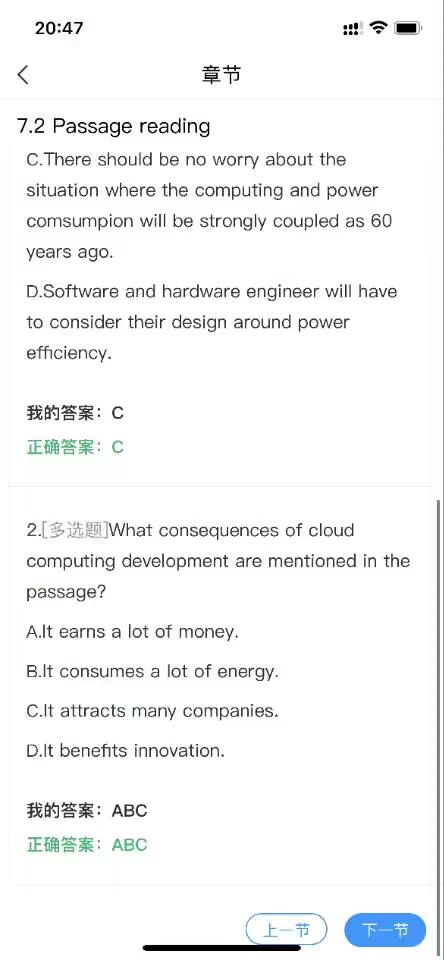 20:47
章节
7.2 Passage reading
C.There should be no worry about the
situation where the computing and power
comsumpion will be strongly coupled as 60
years ago.
D.Software and hardware engineer will have
to consider their design around power
efficiency.
我的答案：C
正确答案：C
2.[多选题]What consequences of cloud
computing development are mentioned in the
passage?
A.It earns a lot of money.
B.It consumes a lot of energy.
C.It attracts many companies.
D.It benefits innovation.
我的答案：ABC
正确答案：ABC
上一节 下一节